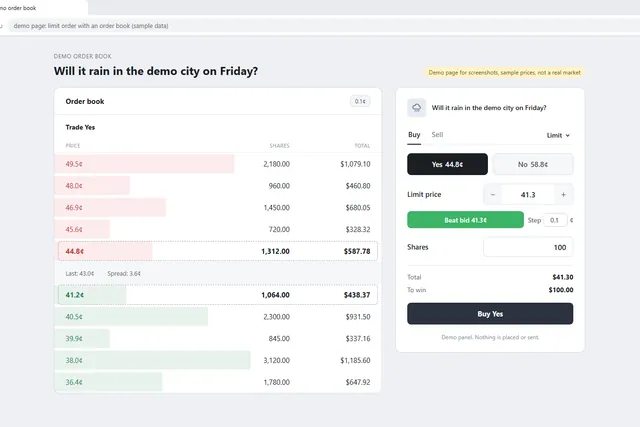 mo order book
demo page: limit order with an order book (sample data)
DEMO ORDER BOOK
Will it rain in the demo city on Friday?
Demo page for screenshots, sample prices, not a real market
Order book
0.1¢
Trade Yes
PRICE SHARES TOTAL
49.5¢ 2,180.00 $1,079.10
48.0¢ 960.00 $460.80
46.9¢ 1,450.00 $680.05
45.6¢ 720.00 $328.32
44.8¢ 1,312.00 $587.78
Last: 43.0¢ Spread: 3.6¢
41.2¢ 1,064.00 $438.37
40.5¢ 2,300.00 $931.50
39.9¢ 845.00 $337.16
38.0¢ 3,120.00 $1,185.60
36.4¢ 1,780.00 $647.92
Will it rain in the demo city on Friday?
Buy Sell Limit
Yes 44.8¢ No 58.8¢
Limit price − 41.3 +
Beat bid 41.3¢ Step 0.1 ¢
Shares 100
Total $41.30
To win $100.00
Buy Yes
Demo panel. Nothing is placed or sent.